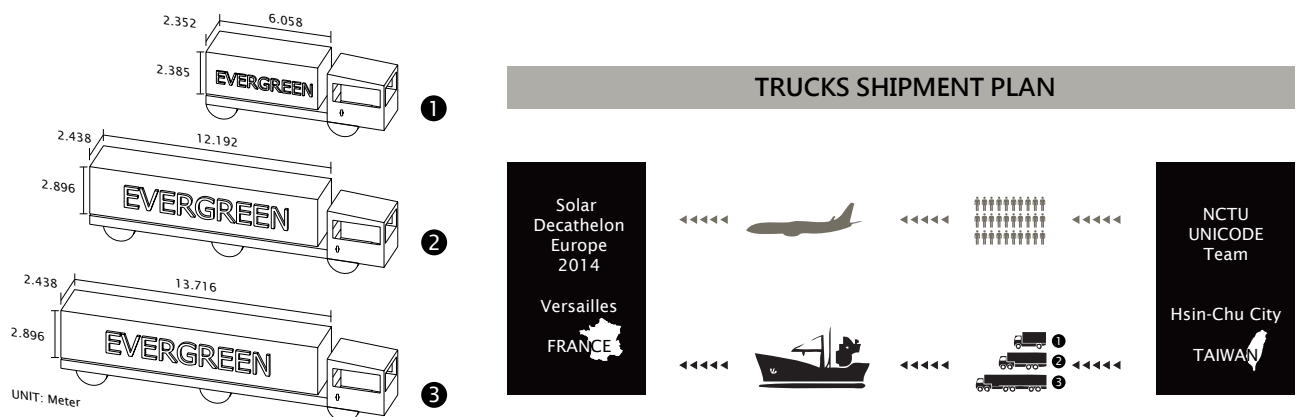 2.352
6.058
2.385
EVERGREEN
1
2.438
12.192
2.896
EVERGREEN
2
2.438
13.716
2.896
EVERGREEN
3
UNIT: Meter
TRUCKS SHIPMENT PLAN
Solar
Decathelon
Europe
2014
Versailles
FRANCE
1
2
3
NCTU
UNICODE
Team
Hsin-Chu City
TAIWAN